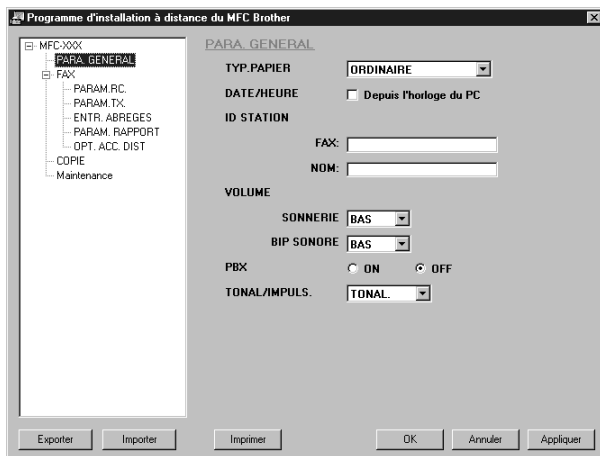 Programme d'installation à distance du MFC Brother
MFC-XXX
PARA. GENERAL
FAX
PARAM.RC.
PARAM.TX.
ENTR. ABREGES
PARAM. RAPPORT
OPT. ACC. DIST
COPIE
Maintenance
PARA. GENERAL
TYP.PAPIER ORDINAIRE
DATE/HEURE Depuis l'horloge du PC
ID STATION
FAX:
NOM:
VOLUME
SONNERIE BAS
BIP SONORE BAS
PBX ON OFF
TONAL/IMPULS. TONAL.
Exporter Importer Imprimer OK Annuler Appliquer